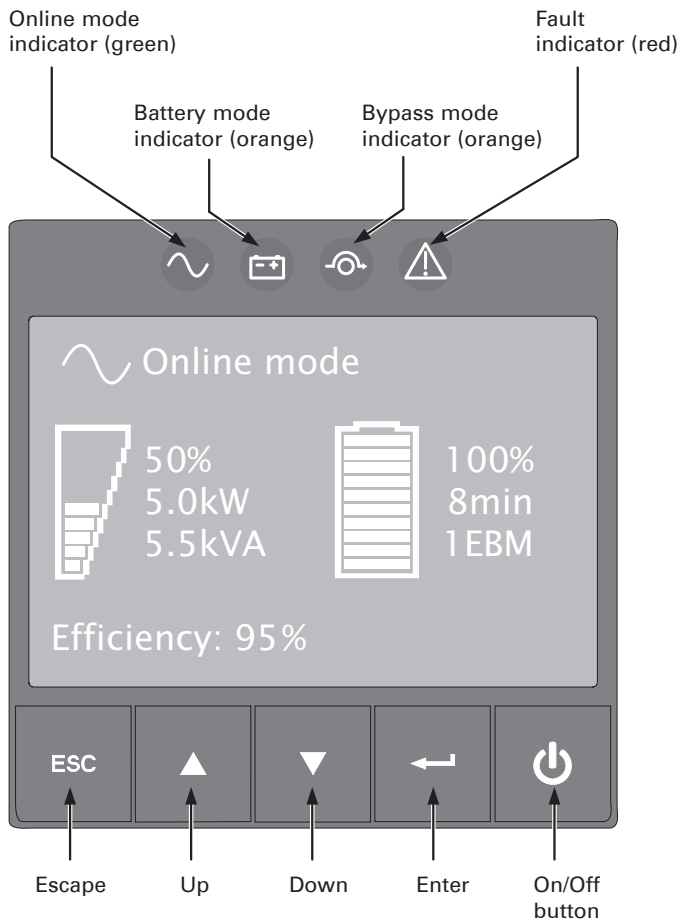 Online mode
indicator (green)
Fault
indicator (red)
Battery mode
indicator (orange)
Bypass mode
indicator (orange)
Online mode
50%
5.0kW
5.5kVA
100%
8min
1EBM
Efficiency: 95%
ESC
Escape
Up
Down
Enter
On/Off
button